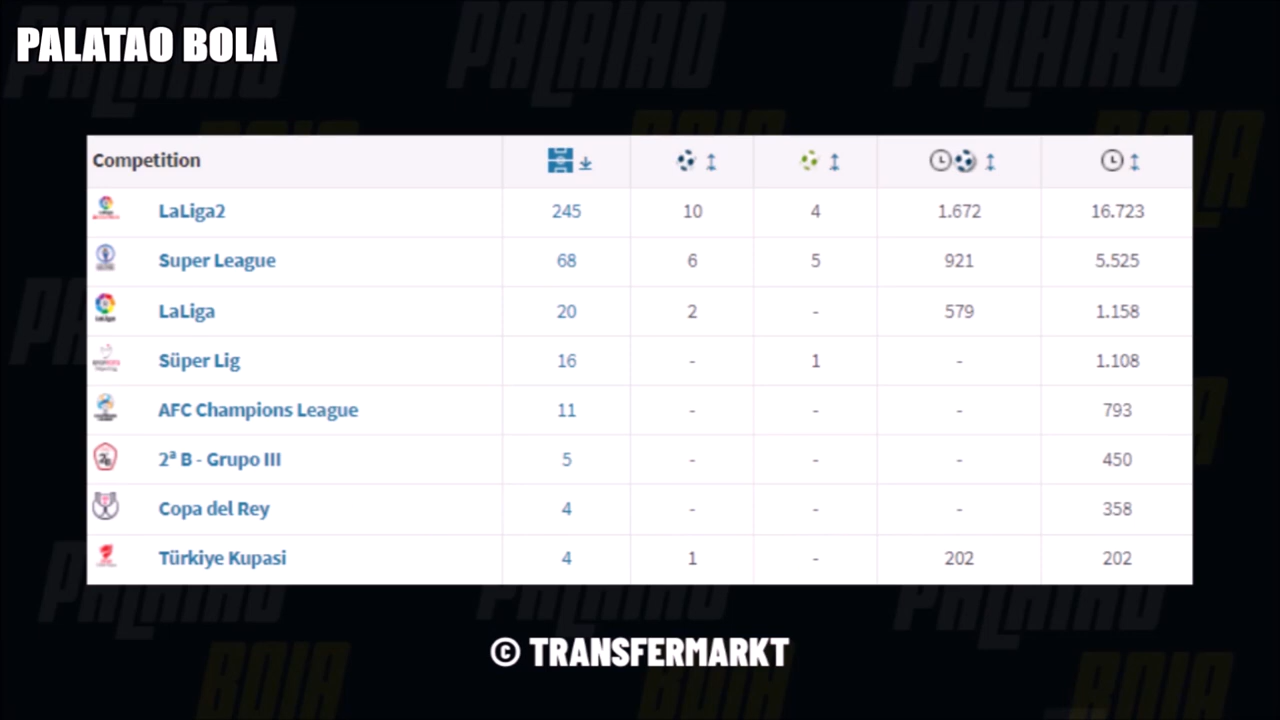 PALATAO BOLA
Competition
LaLiga2 245 10 4 1.672 16.723
Super League 68 6 5 921 5.525
LaLiga 20 2 - 579 1.158
Süper Lig 16 - 1 - 1.108
AFC Champions League 11 - - - 793
2ª B - Grupo III 5 - - - 450
Copa del Rey 4 - - - 358
Türkiye Kupasi 4 1 - 202 202
© TRANSFERMARKT